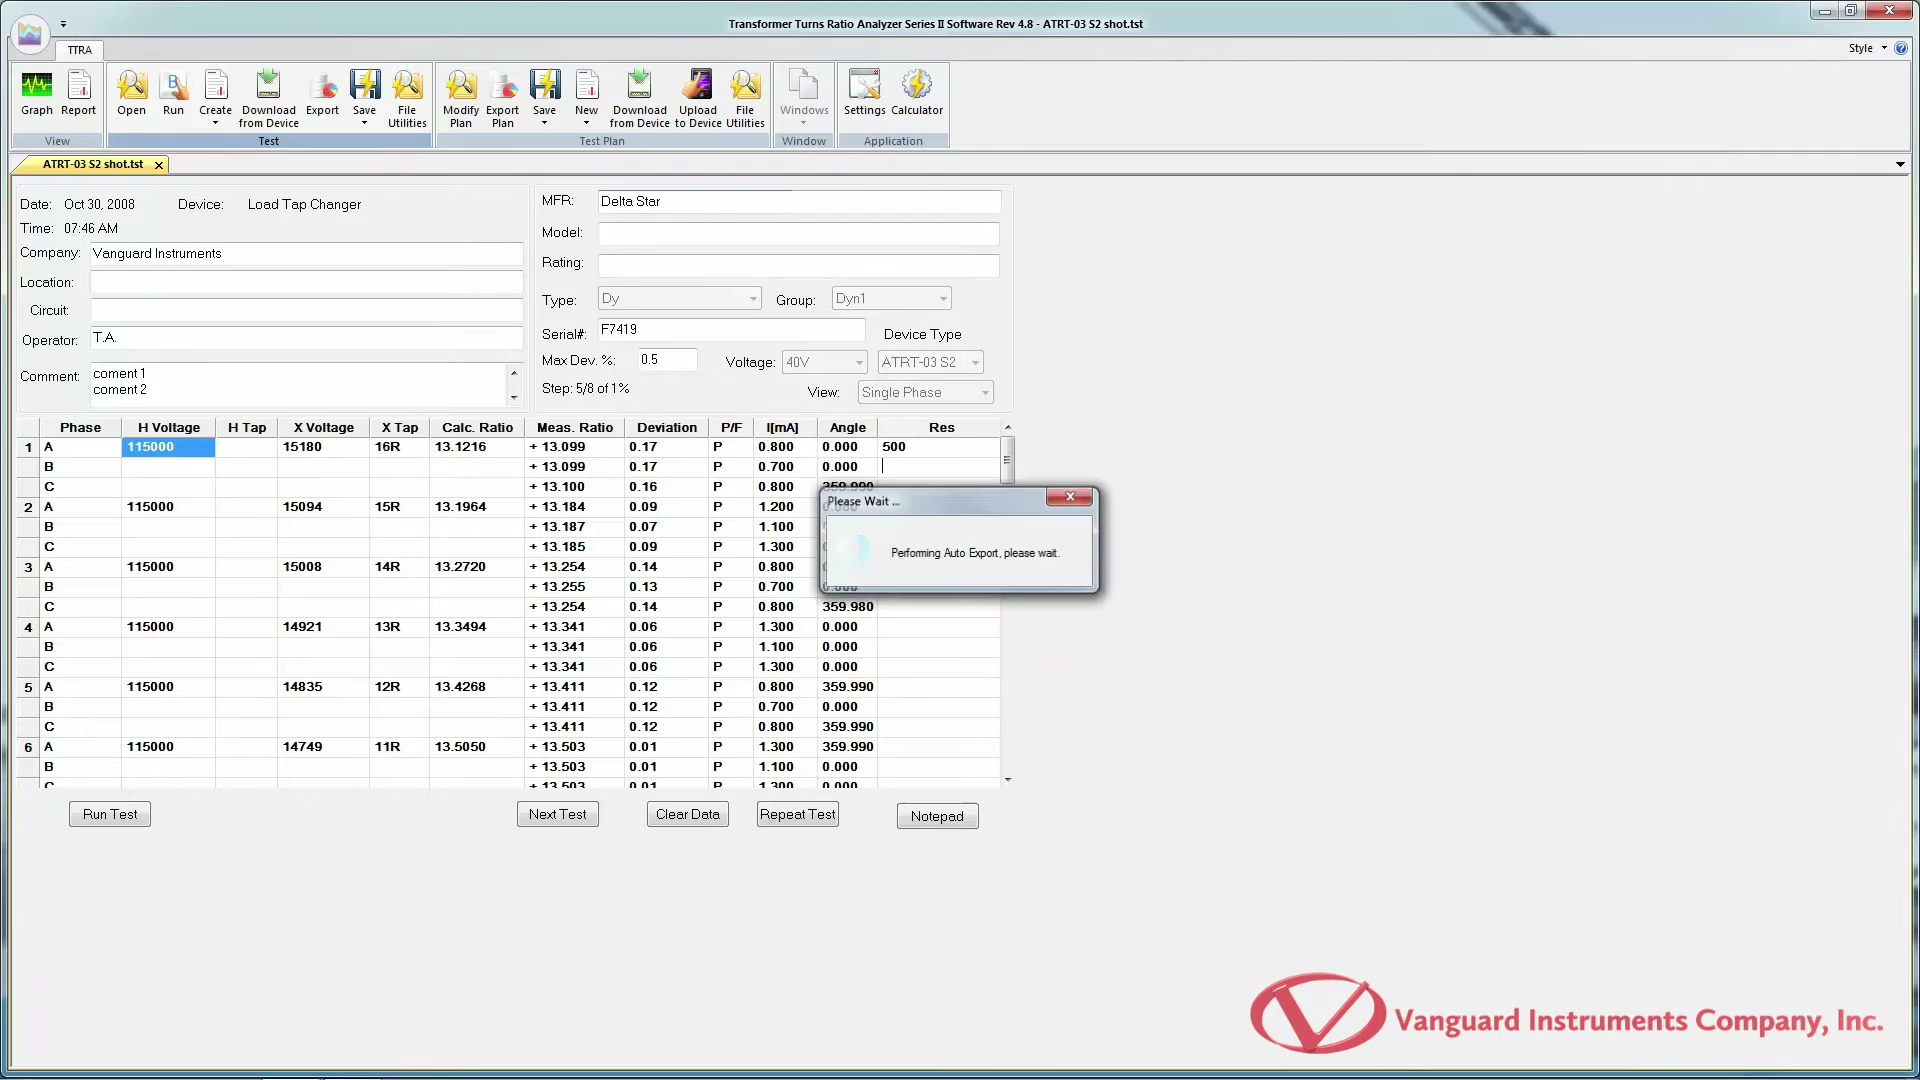 Transformer Turns Ratio Analyzer Series II Software Rev 4.8 - ATRT-03 S2 shot.tst
TTRA
Style
Graph Report Open Run Create Download from Device Export Save File Utilities Modify Plan Export Plan Save New Download from Device Upload to Device File Utilities Windows Settings Calculator
View Test Test Plan Window Application
ATRT-03 S2 shot.tst
Date: Oct 30, 2008 Device: Load Tap Changer
Time: 07:46 AM
Company: Vanguard Instruments
Location:
Circuit:
Operator: T.A.
Comment: coment 1
coment 2
MFR: Delta Star
Model:
Rating:
Type: Dy Group: Dyn1
Serial#: F7419 Device Type
Max Dev. %: 0.5 Voltage: 40V ATRT-03 S2
Step: 5/8 of 1% View: Single Phase
Phase H Voltage H Tap X Voltage X Tap Calc. Ratio Meas. Ratio Deviation P/F I[mA] Angle Res
1 A 115000 15180 16R 13.1216 + 13.099 0.17 P 0.800 0.000 500
B + 13.099 0.17 P 0.700 0.000
C + 13.100 0.16 P 0.800 359.990
2 A 115000 15094 15R 13.1964 + 13.184 0.09 P 1.200
B + 13.187 0.07 P 1.100
C + 13.185 0.09 P 1.300
3 A 115000 15008 14R 13.2720 + 13.254 0.14 P 0.800
B + 13.255 0.13 P 0.700 0.000
C + 13.254 0.14 P 0.800 359.980
4 A 115000 14921 13R 13.3494 + 13.341 0.06 P 1.300 0.000
B + 13.341 0.06 P 1.100 0.000
C + 13.341 0.06 P 1.300 0.000
5 A 115000 14835 12R 13.4268 + 13.411 0.12 P 0.800 359.990
B + 13.411 0.12 P 0.700 0.000
C + 13.411 0.12 P 0.800 359.990
6 A 115000 14749 11R 13.5050 + 13.503 0.01 P 1.300 359.990
B + 13.503 0.01 P 1.100 0.000
C + 13.503 0.01 P 1.300 0.000
Please Wait ...
Performing Auto Export, please wait.
Run Test Next Test Clear Data Repeat Test Notepad
Vanguard Instruments Company, Inc.